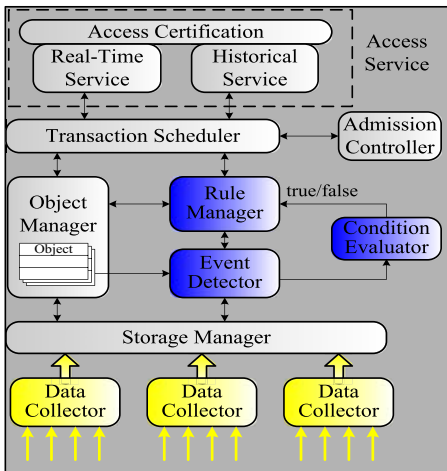 Access Certification
Real-Time
Service
Historical
Service
Access
Service
Transaction Scheduler
Admission
Controller
Object
Manager
Object
Rule
Manager
true/false
Condition
Evaluator
Event
Detector
Storage Manager
Data
Collector
Data
Collector
Data
Collector